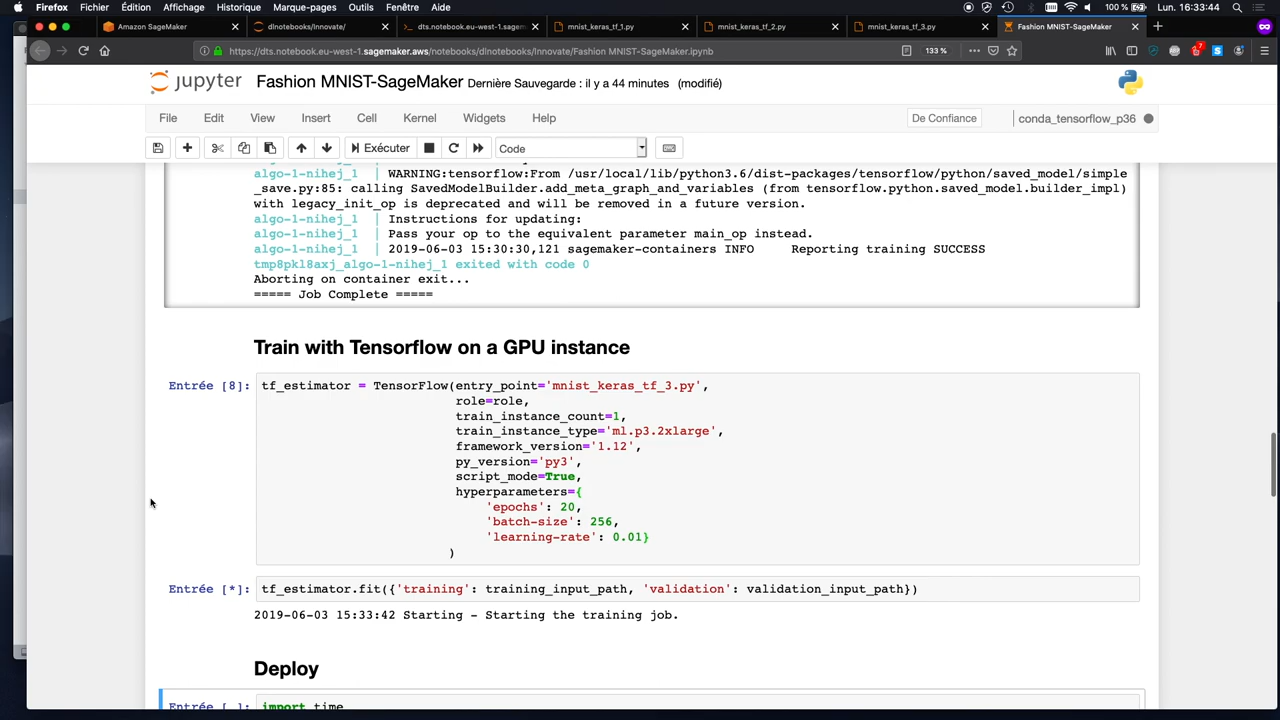 Firefox Fichier Édition Affichage Historique Marque-pages Outils Fenêtre Aide 100 % Lun. 16:33:44
Amazon SageMaker
dlnotebooks/Innovate/
dts.notebook.eu-west-1.sagem
mnist_keras_tf_1.py
mnist_keras_tf_2.py
mnist_keras_tf_3.py
Fashion MNIST-SageMaker
https://dts.notebook.eu-west-1.sagemaker.aws/notebooks/dlnotebooks/Innovate/Fashion MNIST-SageMaker.ipynb
133 %
jupyter Fashion MNIST-SageMaker Dernière Sauvegarde : il y a 44 minutes (modifié)
File Edit View Insert Cell Kernel Widgets Help De Confiance conda_tensorflow_p36
Exécuter Code
algo-1-nihej_1 | WARNING:tensorflow:From /usr/local/lib/python3.6/dist-packages/tensorflow/python/saved_model/simple
_save.py:85: calling SavedModelBuilder.add_meta_graph_and_variables (from tensorflow.python.saved_model.builder_impl)
with legacy_init_op is deprecated and will be removed in a future version.
algo-1-nihej_1 | Instructions for updating:
algo-1-nihej_1 | Pass your op to the equivalent parameter main_op instead.
algo-1-nihej_1 | 2019-06-03 15:30:30,121 sagemaker-containers INFO Reporting training SUCCESS
tmp8pkl8axj_algo-1-nihej_1 exited with code 0
Aborting on container exit...
===== Job Complete =====
Train with Tensorflow on a GPU instance
Entrée [8]: tf_estimator = TensorFlow(entry_point='mnist_keras_tf_3.py',
role=role,
train_instance_count=1,
train_instance_type='ml.p3.2xlarge',
framework_version='1.12',
py_version='py3',
script_mode=True,
hyperparameters={
'epochs': 20,
'batch-size': 256,
'learning-rate': 0.01}
)
Entrée [*]: tf_estimator.fit({'training': training_input_path, 'validation': validation_input_path})
2019-06-03 15:33:42 Starting - Starting the training job.
Deploy
Entrée [ ]: import time